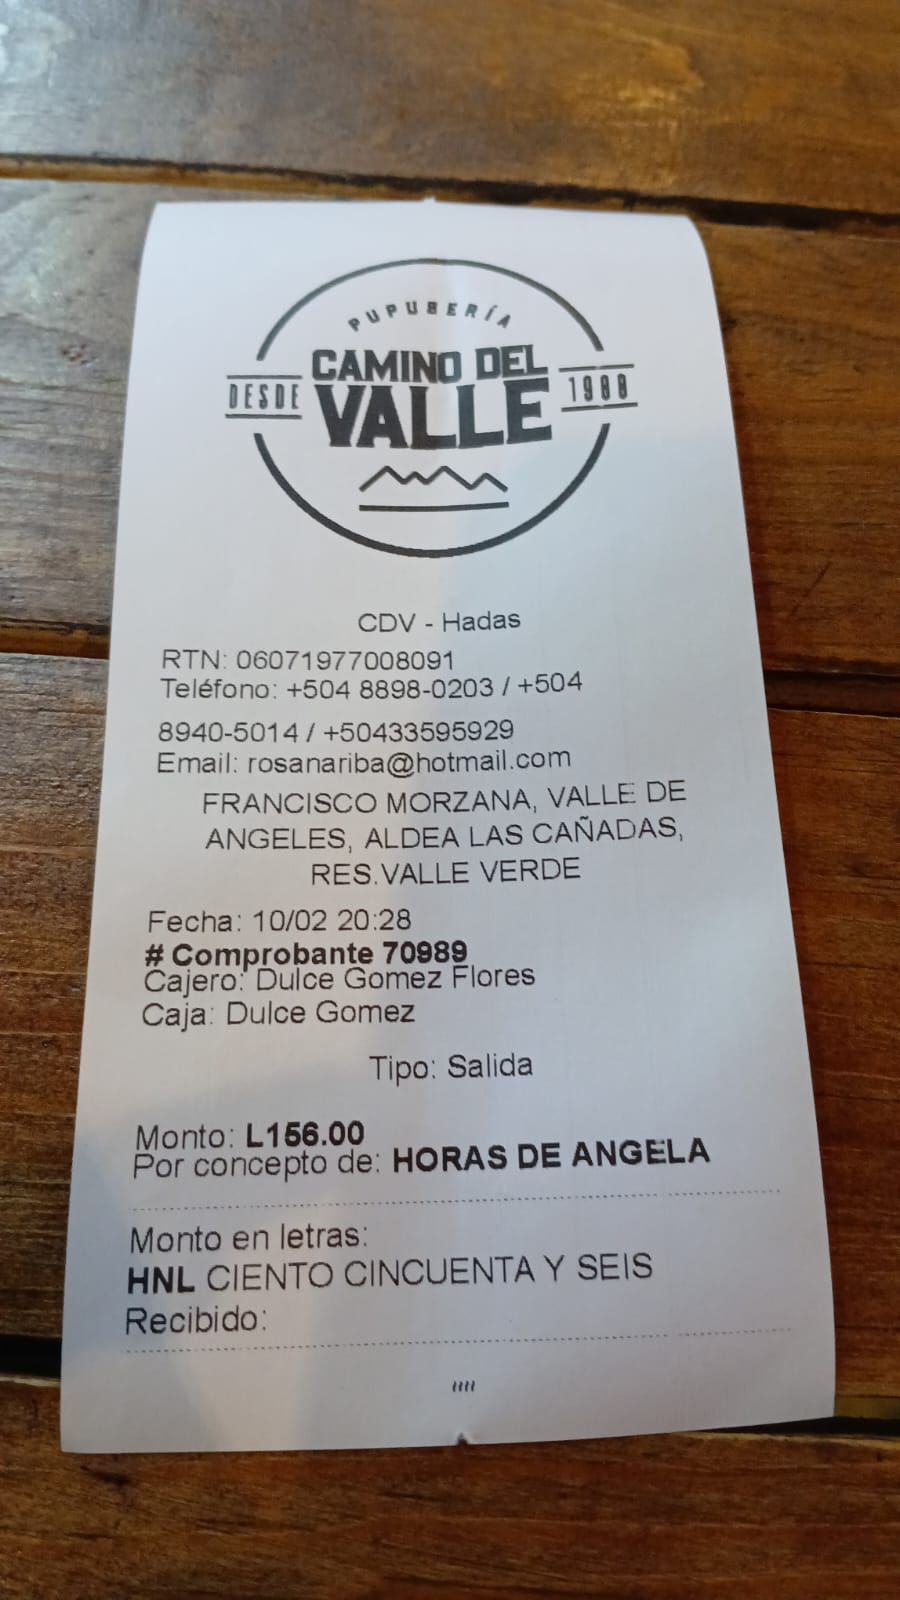 PUPUSERÍA
CAMINO DEL
DESDE VALLE 1988
CDV - Hadas
RTN: 06071977008091
Teléfono: +504 8898-0203 / +504
8940-5014 / +50433595929
Email: rosanariba@hotmail.com
FRANCISCO MORZANA, VALLE DE
ANGELES, ALDEA LAS CAÑADAS,
RES.VALLE VERDE
Fecha: 10/02 20:28
# Comprobante 70989
Cajero: Dulce Gomez Flores
Caja: Dulce Gomez
Tipo: Salida
Monto: L156.00
Por concepto de: HORAS DE ANGELA
Monto en letras:
HNL CIENTO CINCUENTA Y SEIS
Recibido: